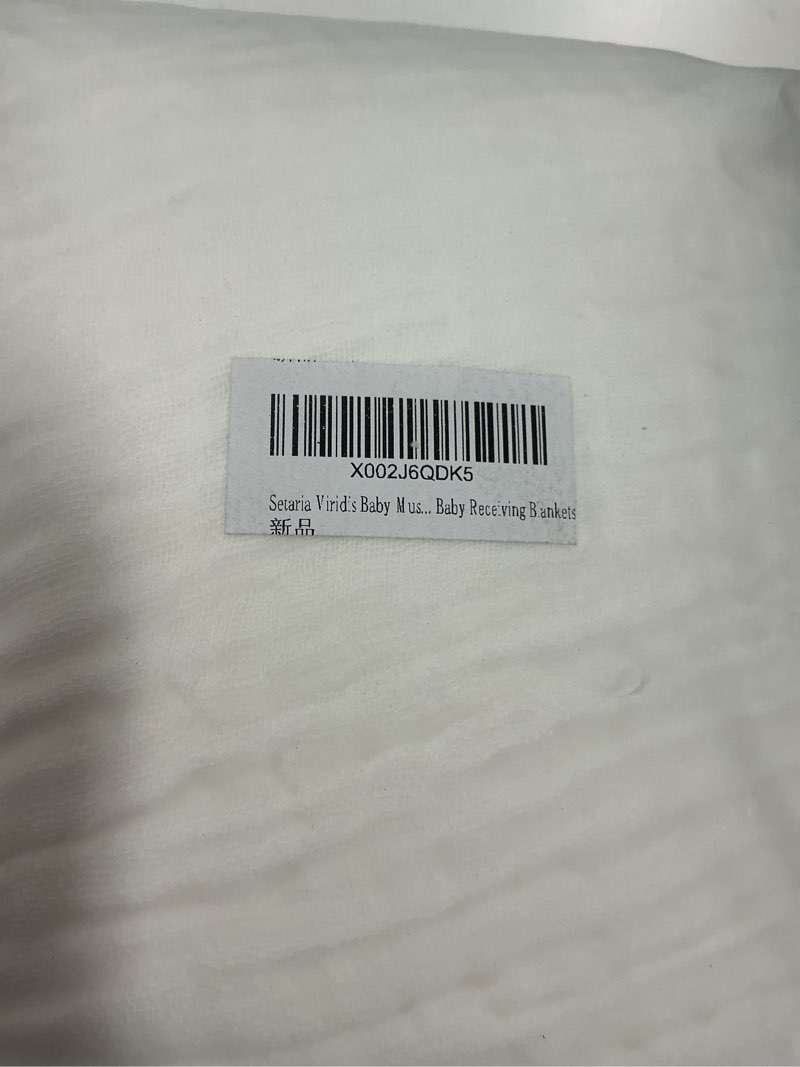 X002J6QDK5
Setaria Viridis Baby Mus... Baby Receiving Blankets
新品